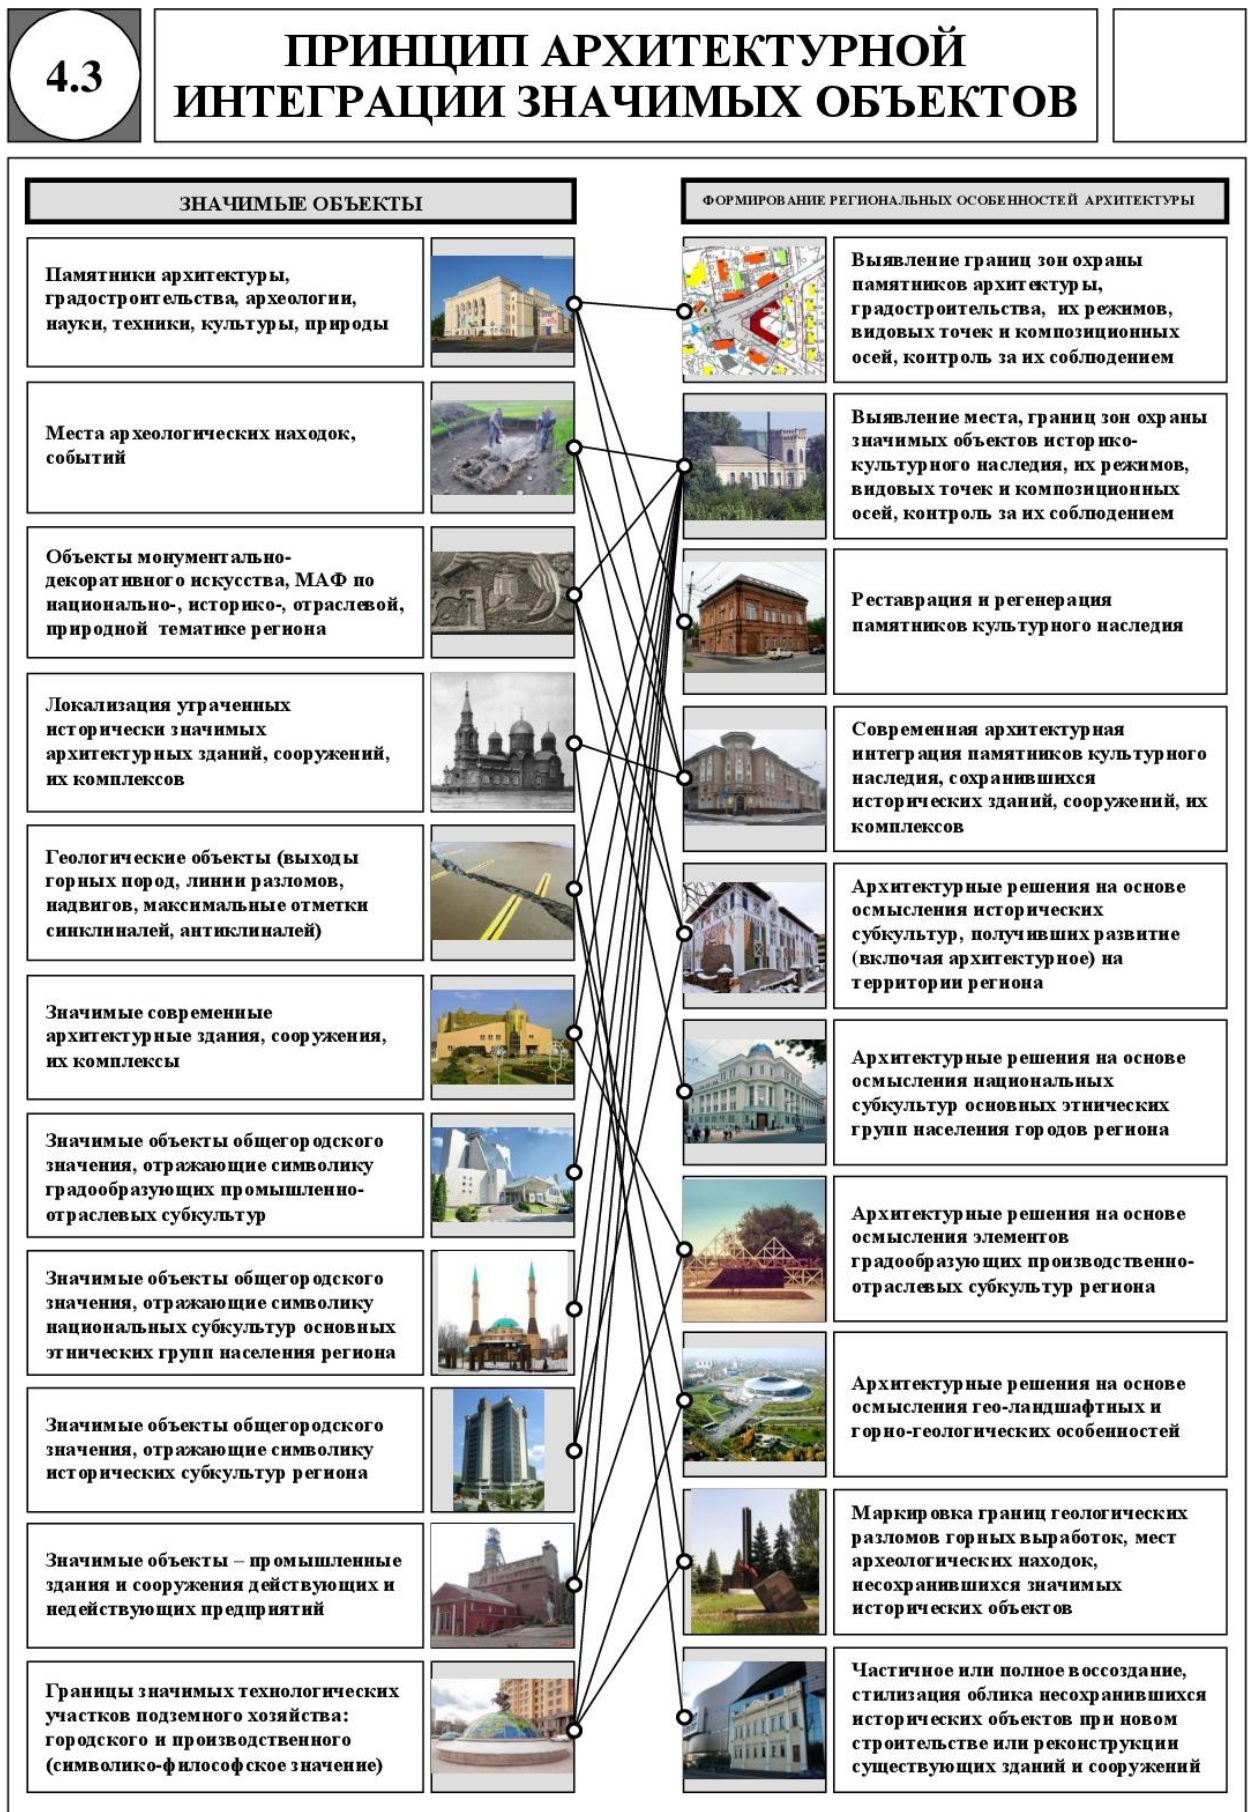 4.3
ПРИНЦИП АРХИТЕКТУРНОЙ
ИНТЕГРАЦИИ ЗНАЧИМЫХ ОБЪЕКТОВ
ЗНАЧИМЫЕ ОБЪЕКТЫ
Памятники архитектуры,
градостроительства, археологии,
науки, техники, культуры, природы
Места археологических находок,
событий
Объекты монументально-
декоративного искусства, МАФ по
национально-, историко-, отраслевой,
природной тематике региона
Локализация утраченных
исторически значимых
архитектурных зданий, сооружений,
их комплексов
Геологические объекты (выходы
горных пород, линии разломов,
надвигов, максимальные отметки
синклиналей, антиклиналей)
Значимые современные
архитектурные здания, сооружения,
их комплексы
Значимые объекты общегородского
значения, отражающие символику
градообразующих промышленно-
отраслевых субкультур
Значимые объекты общегородского
значения, отражающие символику
национальных субкультур основных
этнических групп населения региона
Значимые объекты общегородского
значения, отражающие символику
исторических субкультур региона
Значимые объекты – промышленные
здания и сооружения действующих и
недействующих предприятий
Границы значимых технологических
участков подземного хозяйства:
городского и производственного
(символико-философское значение)
ФОРМИРОВАНИЕ РЕГИОНАЛЬНЫХ ОСОБЕННОСТЕЙ АРХИТЕКТУРЫ
Выявление границ зон охраны
памятников архитектуры,
градостроительства, их режимов,
видовых точек и композиционных
осей, контроль за их соблюдением
Выявление места, границ зон охраны
значимых объектов историко-
культурного наследия, их режимов,
видовых точек и композиционных
осей, контроль за их соблюдением
Реставрация и регенерация
памятников культурного наследия
Современная архитектурная
интеграция памятников культурного
наследия, сохранившихся
исторических зданий, сооружений, их
комплексов
Архитектурные решения на основе
осмысления исторических
субкультур, получивших развитие
(включая архитектурное) на
территории региона
Архитектурные решения на основе
осмысления национальных
субкультур основных этнических
групп населения городов региона
Архитектурные решения на основе
осмысления элементов
градообразующих производственно-
отраслевых субкультур региона
Архитектурные решения на основе
осмысления гео-ландшафтных и
горно-геологических особенностей
Маркировка границ геологических
разломов горных выработок, мест
археологических находок,
несохранившихся значимых
исторических объектов
Частичное или полное воссоздание,
стилизация облика несохранившихся
исторических объектов при новом
строительстве или реконструкции
существующих зданий и сооружений